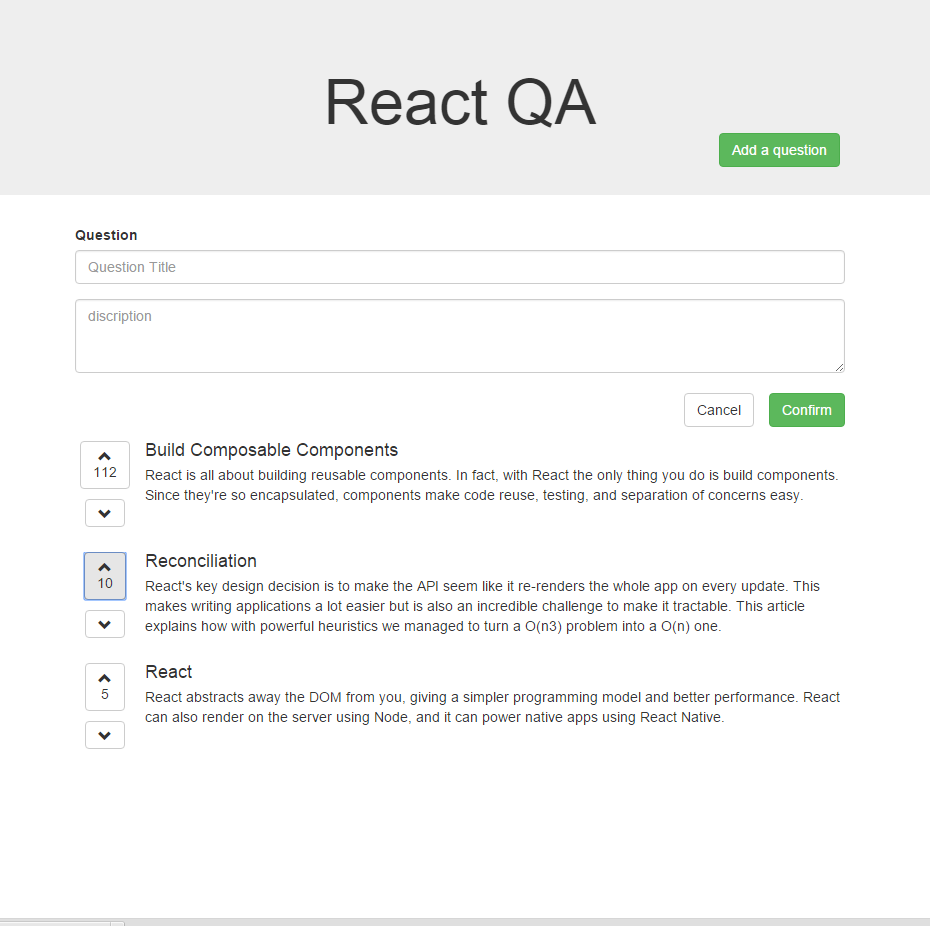 React QA
Add a question
Question
Question Title
discription
Cancel
Confirm
112
Build Composable Components
React is all about building reusable components. In fact, with React the only thing you do is build components.
Since they're so encapsulated, components make code reuse, testing, and separation of concerns easy.
10
Reconciliation
React's key design decision is to make the API seem like it re-renders the whole app on every update. This
makes writing applications a lot easier but is also an incredible challenge to make it tractable. This article
explains how with powerful heuristics we managed to turn a O(n3) problem into a O(n) one.
5
React
React abstracts away the DOM from you, giving a simpler programming model and better performance. React
can also render on the server using Node, and it can power native apps using React Native.